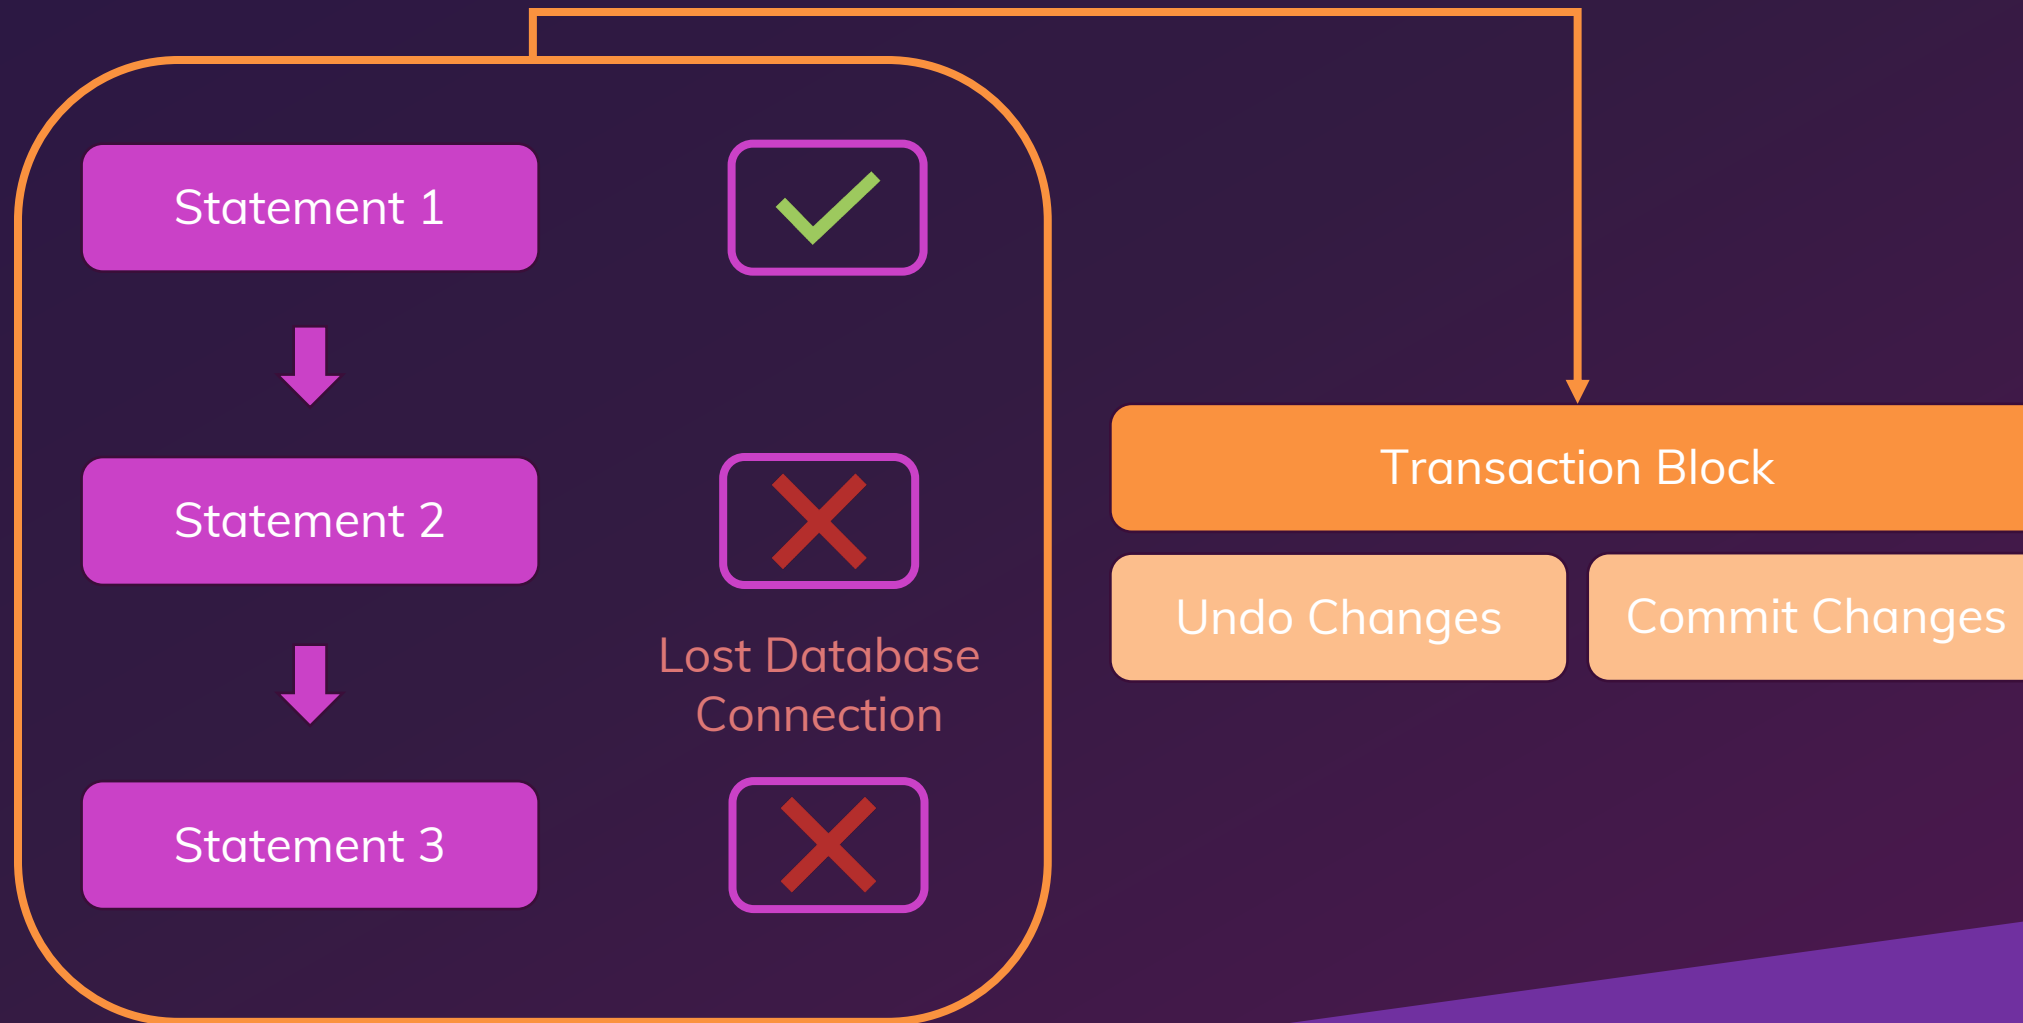 Statement 1
Statement 2
Lost Database
Connection
Statement 3
Transaction Block
Undo Changes
Commit Changes